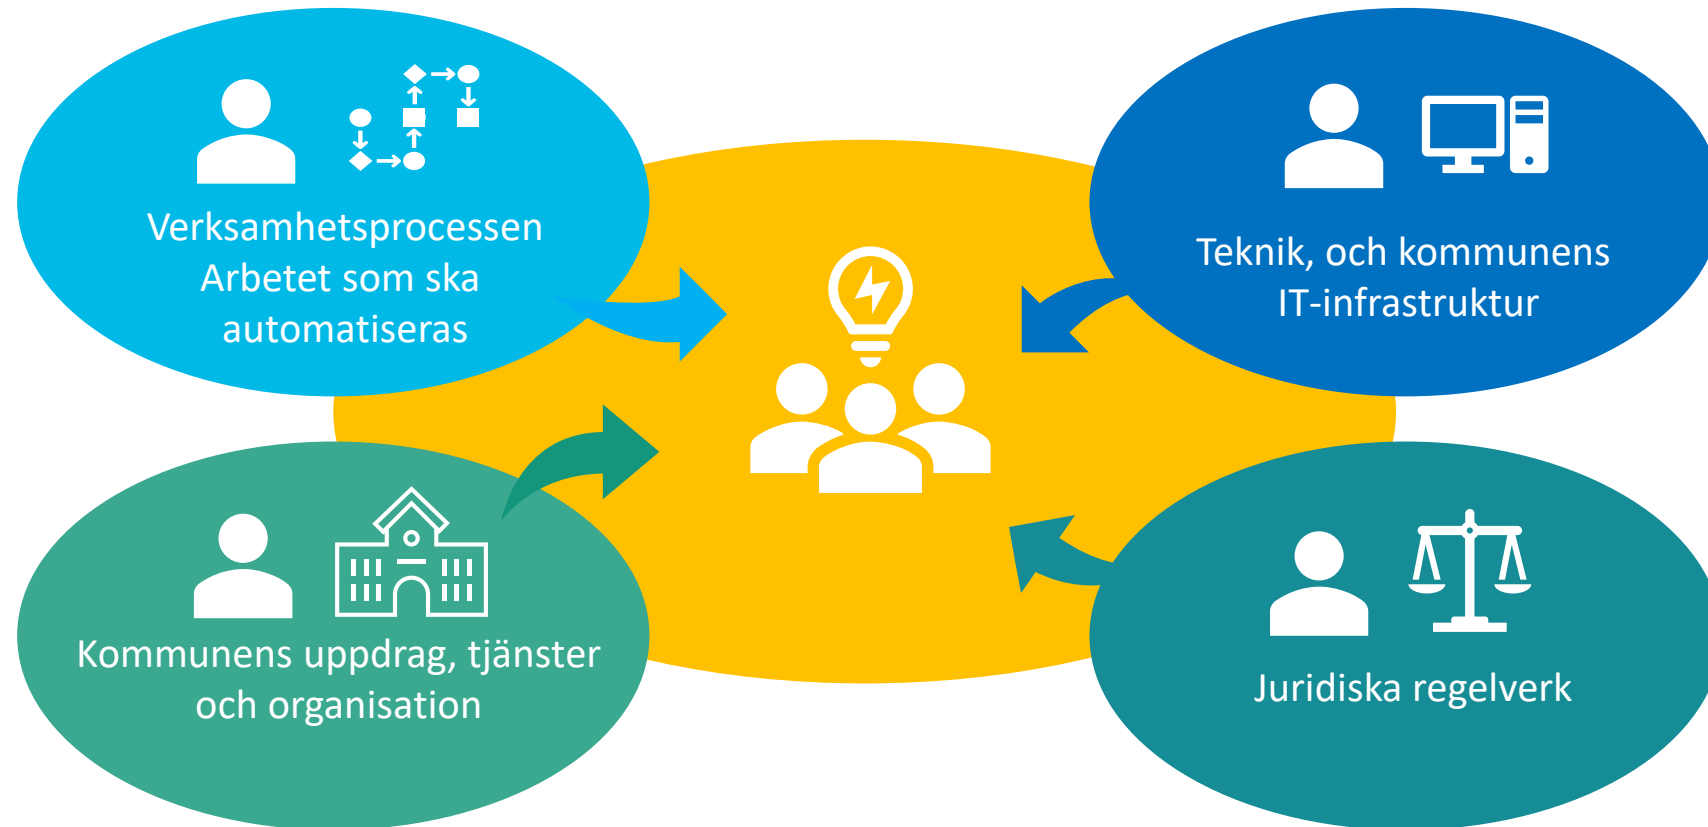 Verksamhetsprocessen
Arbetet som ska
automatiseras
Teknik, och kommunens
IT-infrastruktur
Kommunens uppdrag, tjänster
och organisation
Juridiska regelverk